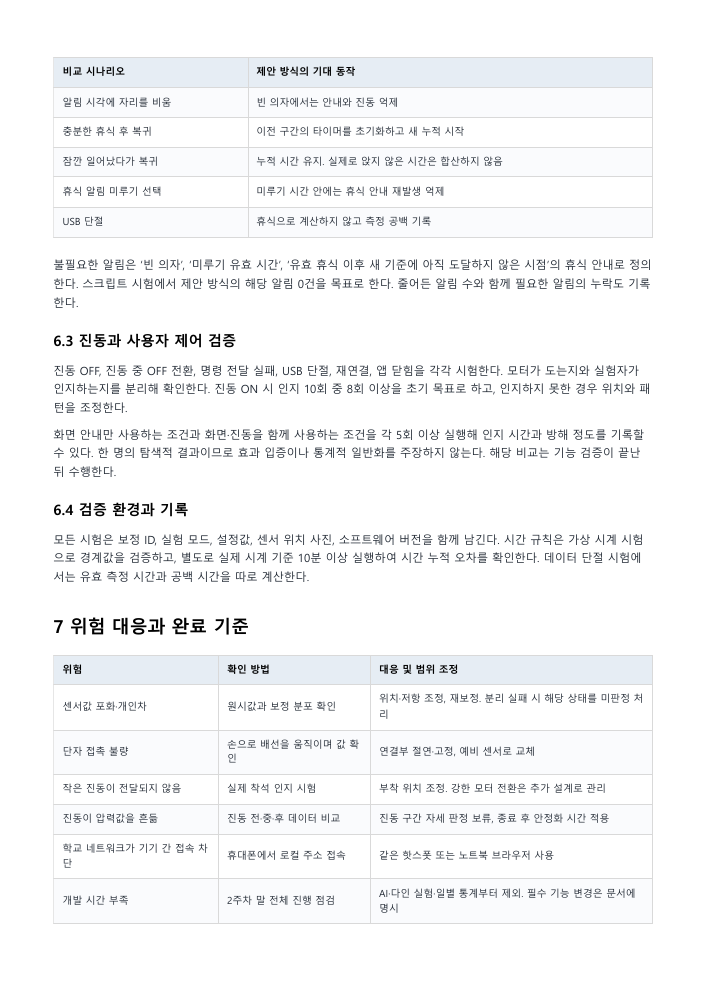 비교 시나리오 제안 방식의 기대 동작
알림 시각에 자리를 비움 빈 의자에서는 안내와 진동 억제
충분한 휴식 후 복귀 이전 구간의 타이머를 초기화하고 새 누적 시작
잠깐 일어났다가 복귀 누적 시간 유지. 실제로 앉지 않은 시간은 합산하지 않음
휴식 알림 미루기 선택 미루기 시간 안에는 휴식 안내 재발생 억제
USB 단절 휴식으로 계산하지 않고 측정 공백 기록
불필요한 알림은 ‘빈 의자’, ‘미루기 유효 시간’, ‘유효 휴식 이후 새 기준에 아직 도달하지 않은 시점’의 휴식 안내로 정의
한다. 스크립트 시험에서 제안 방식의 해당 알림 0건을 목표로 한다. 줄어든 알림 수와 함께 필요한 알림의 누락도 기록
한다.
6.3 진동과 사용자 제어 검증
진동 OFF, 진동 중 OFF 전환, 명령 전달 실패, USB 단절, 재연결, 앱 닫힘을 각각 시험한다. 모터가 도는지와 실험자가
인지하는지를 분리해 확인한다. 진동 ON 시 인지 10회 중 8회 이상을 초기 목표로 하고, 인지하지 못한 경우 위치와 패
턴을 조정한다.
화면 안내만 사용하는 조건과 화면·진동을 함께 사용하는 조건을 각 5회 이상 실행해 인지 시간과 방해 정도를 기록할
수 있다. 한 명의 탐색적 결과이므로 효과 입증이나 통계적 일반화를 주장하지 않는다. 해당 비교는 기능 검증이 끝난
뒤 수행한다.
6.4 검증 환경과 기록
모든 시험은 보정 ID, 실험 모드, 설정값, 센서 위치 사진, 소프트웨어 버전을 함께 남긴다. 시간 규칙은 가상 시계 시험
으로 경계값을 검증하고, 별도로 실제 시계 기준 10분 이상 실행하여 시간 누적 오차를 확인한다. 데이터 단절 시험에
서는 유효 측정 시간과 공백 시간을 따로 계산한다.
7 위험 대응과 완료 기준
위험 확인 방법 대응 및 범위 조정
센서값 포화·개인차 원시값과 보정 분포 확인 위치·저항 조정, 재보정. 분리 실패 시 해당 상태를 미판정 처
리
단자 접촉 불량 손으로 배선을 움직이며 값 확
인 연결부 절연·고정, 예비 센서로 교체
작은 진동이 전달되지 않음 실제 착석 인지 시험 부착 위치 조정. 강한 모터 전환은 추가 설계로 관리
진동이 압력값을 흔듦 진동 전·중·후 데이터 비교 진동 구간 자세 판정 보류, 종료 후 안정화 시간 적용
학교 네트워크가 기기 간 접속 차
단 휴대폰에서 로컬 주소 접속 같은 핫스폿 또는 노트북 브라우저 사용
개발 시간 부족 2주차 말 전체 진행 점검 AI·다인 실험·일별 통계부터 제외. 필수 기능 변경은 문서에
명시